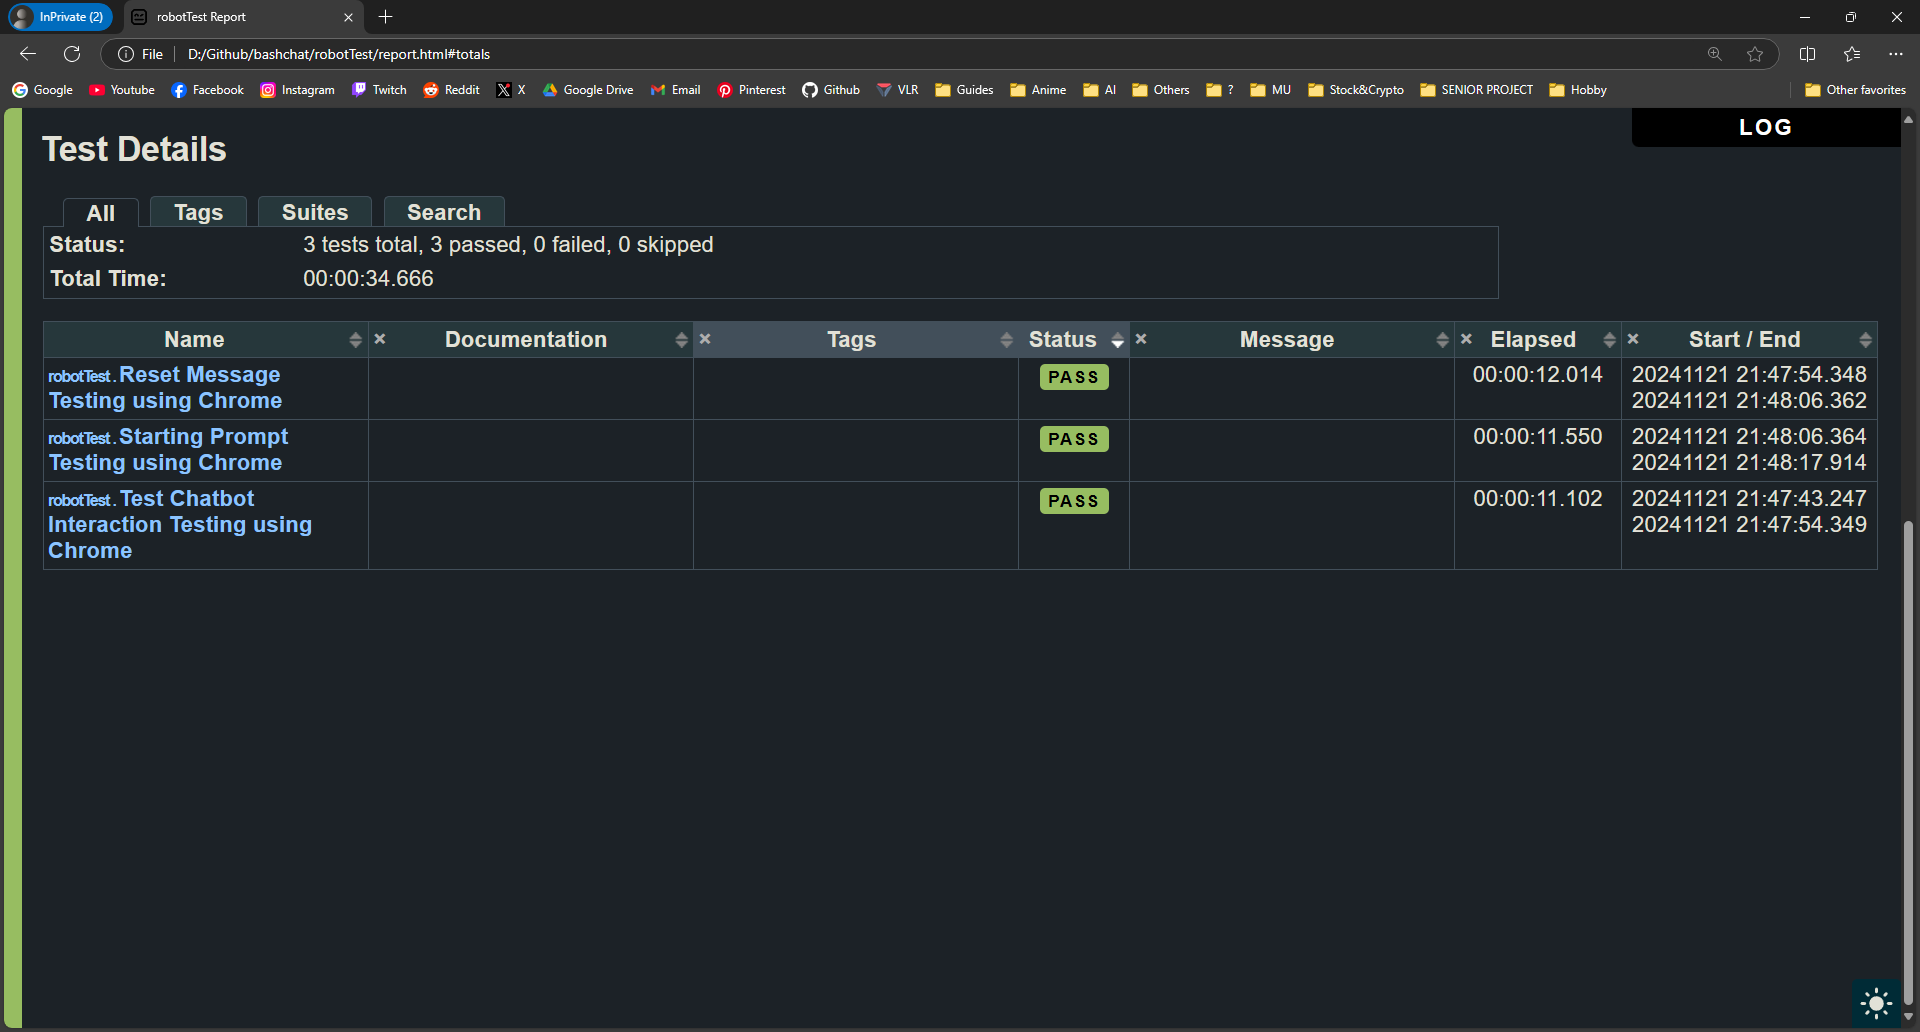 InPrivate (2)
robotTest Report
File
D:/Github/bashchat/robotTest/report.html#totals
Google
Youtube
Facebook
Instagram
Twitch
Reddit
X
Google Drive
Email
Pinterest
Github
VLR
Guides
Anime
AI
Others
?
MU
Stock&Crypto
SENIOR PROJECT
Hobby
Other favorites
LOG
Test Details
All
Tags
Suites
Search
Status: 3 tests total, 3 passed, 0 failed, 0 skipped
Total Time: 00:00:34.666
Name × Documentation × Tags Status × Message × Elapsed × Start / End
robotTest.Reset Message PASS 00:00:12.014 20241121 21:47:54.348
Testing using Chrome 20241121 21:48:06.362
robotTest.Starting Prompt PASS 00:00:11.550 20241121 21:48:06.364
Testing using Chrome 20241121 21:48:17.914
robotTest.Test Chatbot PASS 00:00:11.102 20241121 21:47:43.247
Interaction Testing using 20241121 21:47:54.349
Chrome